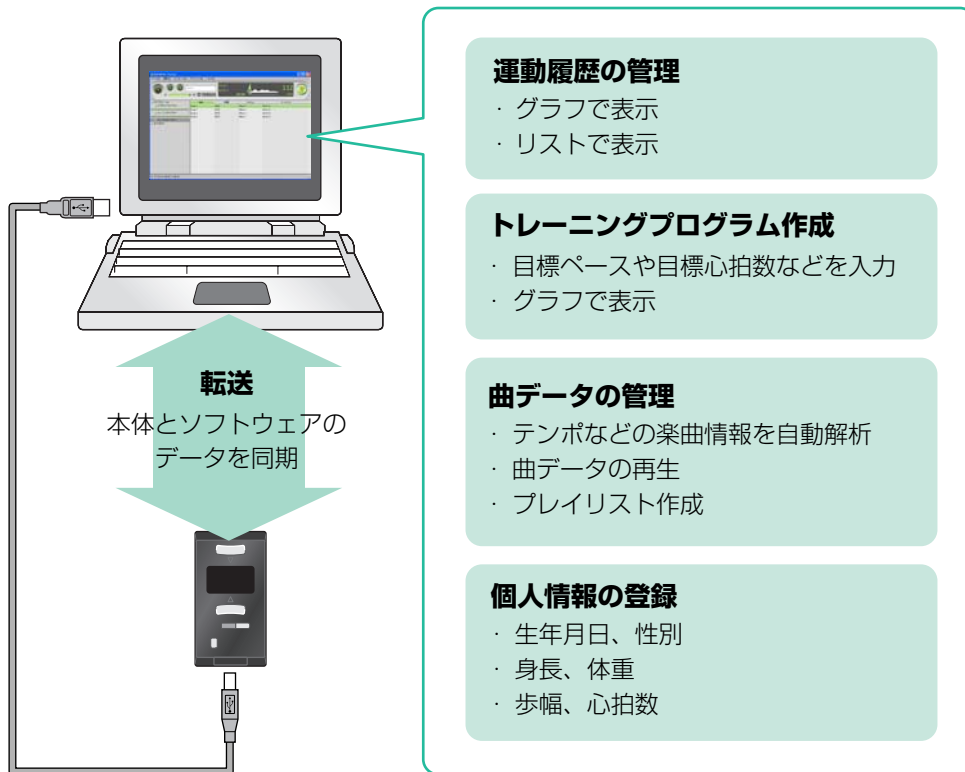 運動履歴の管理
· グラフで表示
· リストで表示
トレーニングプログラム作成
· 目標ペースや目標心拍数などを入力
· グラフで表示
転送
本体とソフトウェアの
データを同期
曲データの管理
· テンポなどの楽曲情報を自動解析
· 曲データの再生
· プレイリスト作成
個人情報の登録
· 生年月日、性別
· 身長、体重
· 歩幅、心拍数